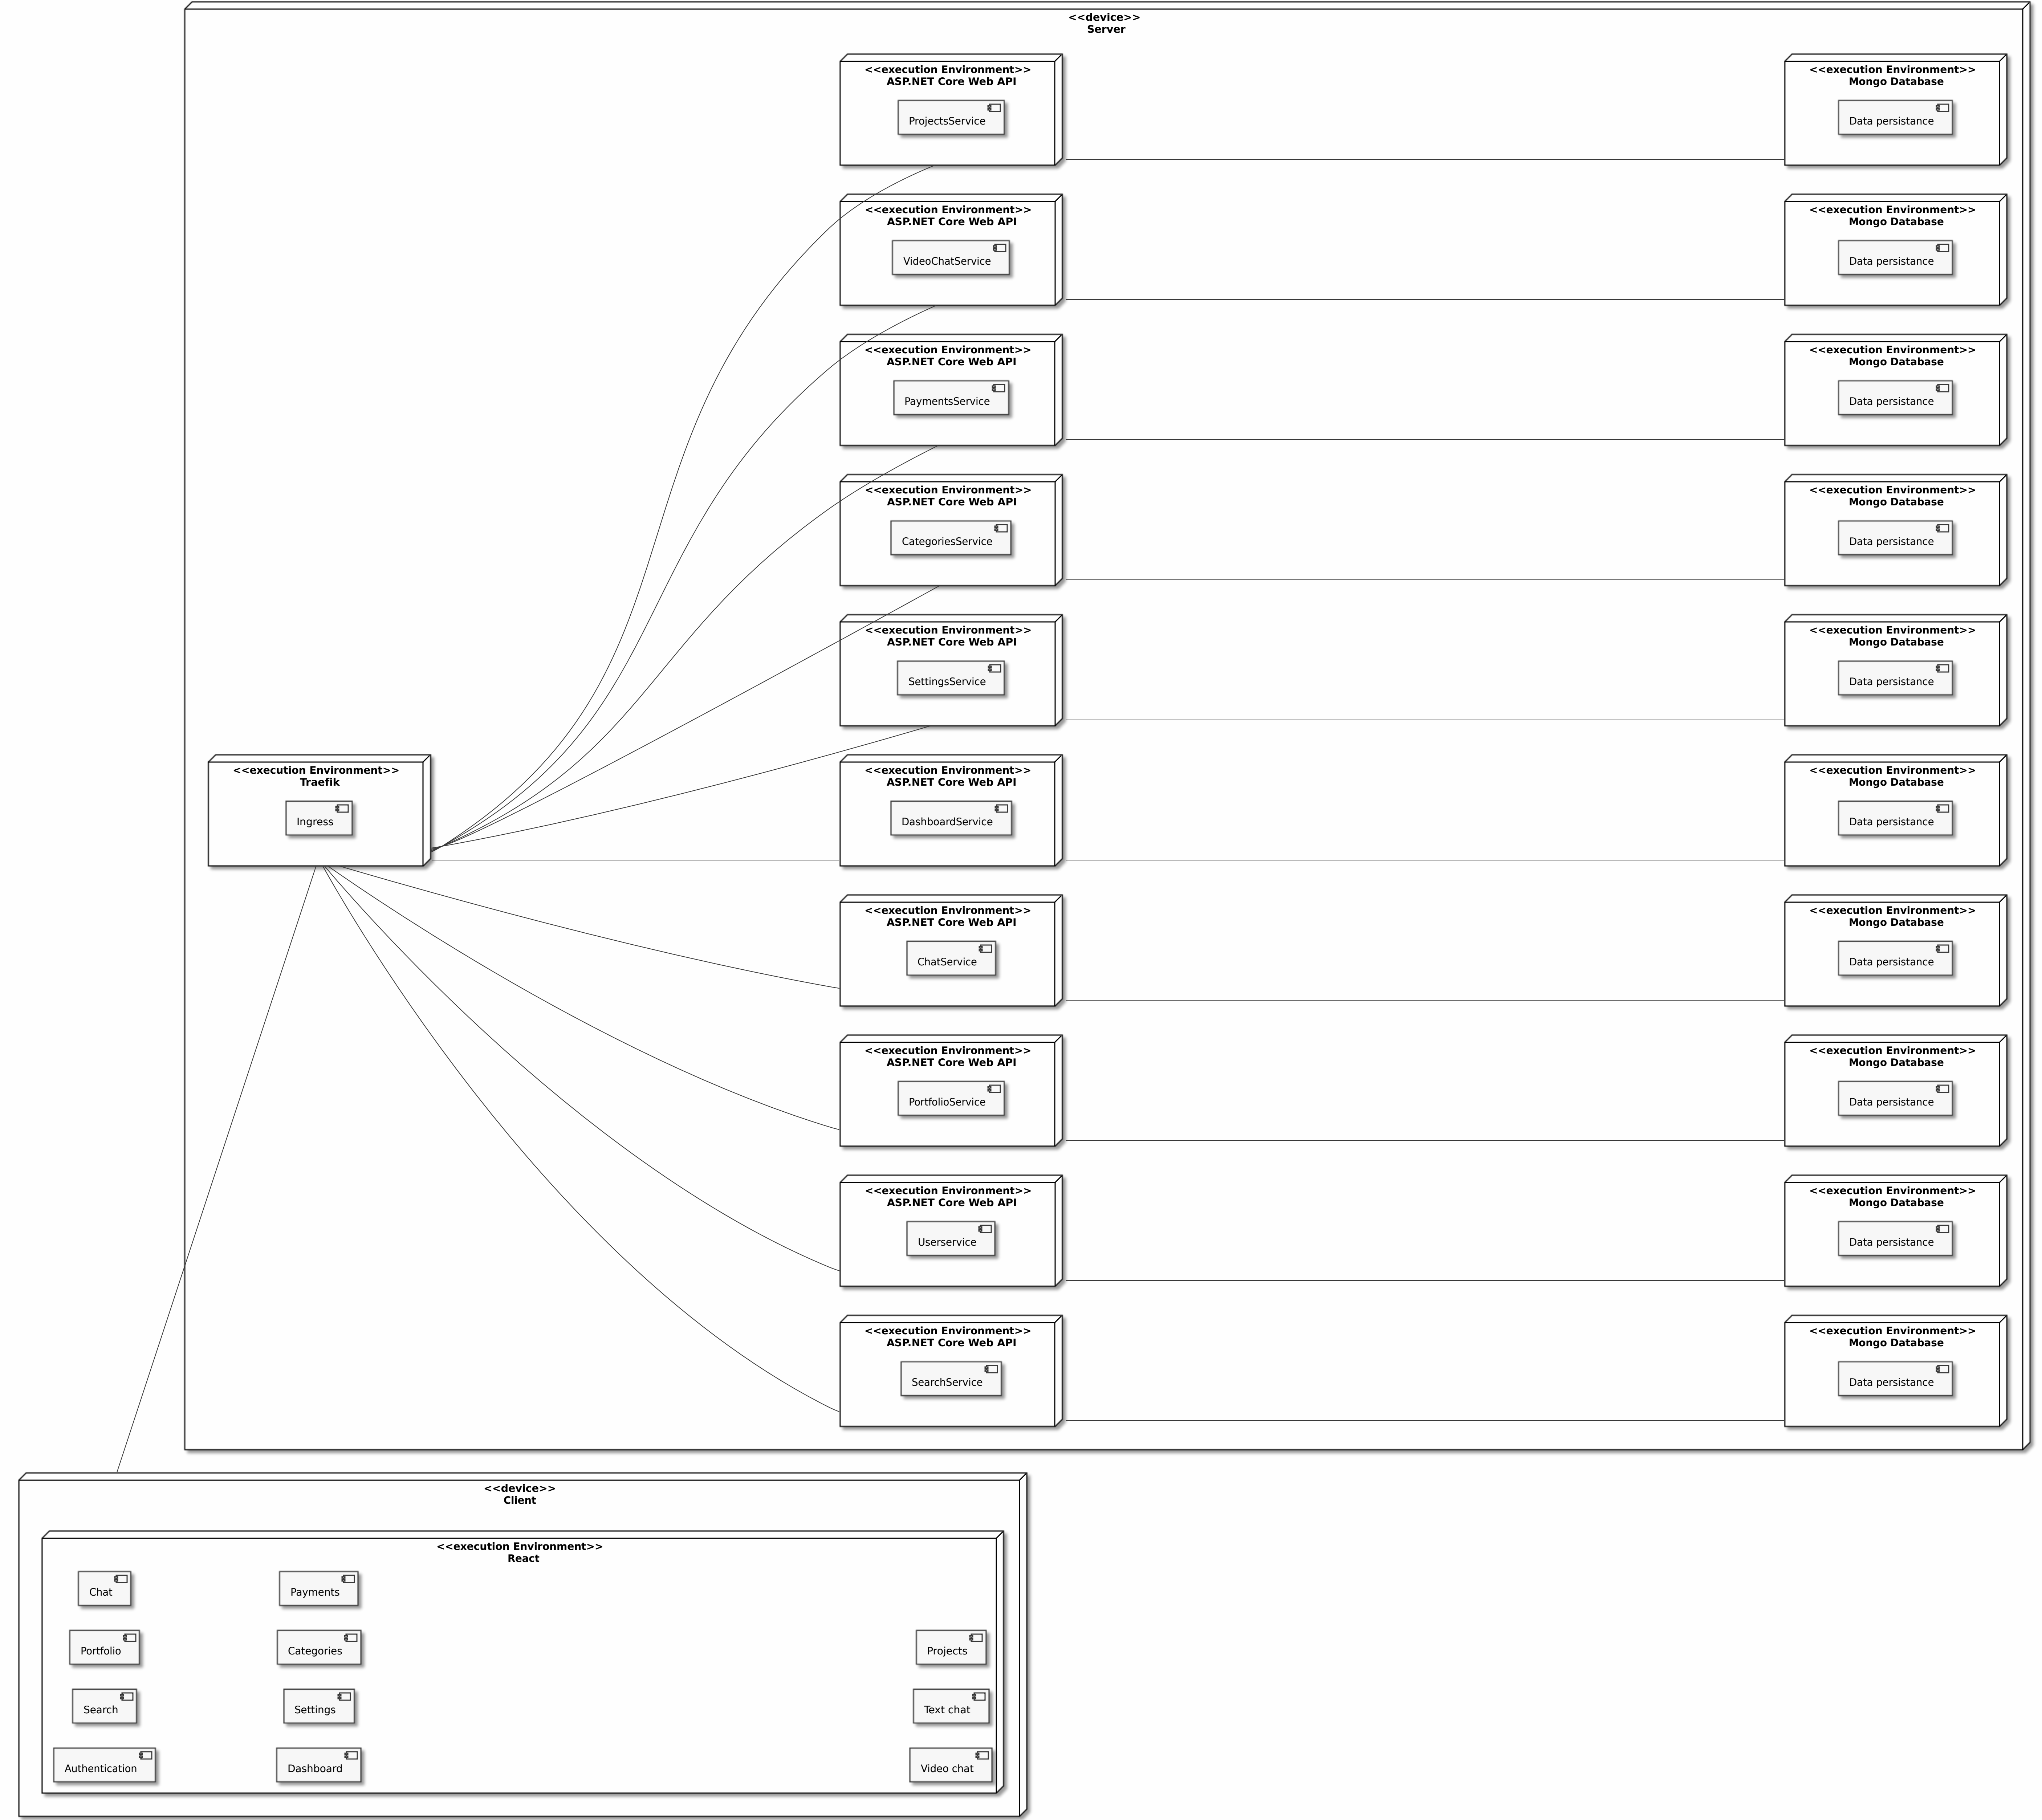 <<device>>
Server
<<execution Environment>>
ASP.NET Core Web API
ProjectsService
<<execution Environment>>
Mongo Database
Data persistance
<<execution Environment>>
ASP.NET Core Web API
VideoChatService
<<execution Environment>>
Mongo Database
Data persistance
<<execution Environment>>
ASP.NET Core Web API
PaymentsService
<<execution Environment>>
Mongo Database
Data persistance
<<execution Environment>>
ASP.NET Core Web API
CategoriesService
<<execution Environment>>
Mongo Database
Data persistance
<<execution Environment>>
ASP.NET Core Web API
SettingsService
<<execution Environment>>
Mongo Database
Data persistance
<<execution Environment>>
Traefik
Ingress
<<execution Environment>>
ASP.NET Core Web API
DashboardService
<<execution Environment>>
Mongo Database
Data persistance
<<execution Environment>>
ASP.NET Core Web API
ChatService
<<execution Environment>>
Mongo Database
Data persistance
<<execution Environment>>
ASP.NET Core Web API
PortfolioService
<<execution Environment>>
Mongo Database
Data persistance
<<execution Environment>>
ASP.NET Core Web API
Userservice
<<execution Environment>>
Mongo Database
Data persistance
<<execution Environment>>
ASP.NET Core Web API
SearchService
<<execution Environment>>
Mongo Database
Data persistance
<<device>>
Client
<<execution Environment>>
React
Chat
Payments
Portfolio
Categories
Projects
Search
Settings
Text chat
Authentication
Dashboard
Video chat